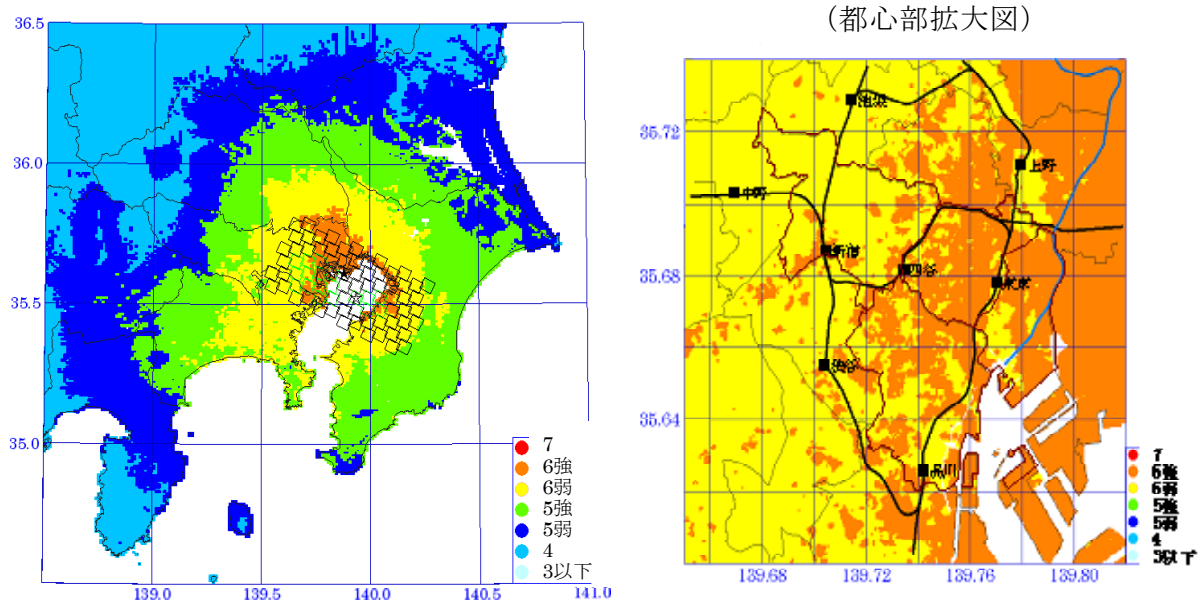 (都心部拡大図)
36.5
36.0
35.5
35.0
139.0
139.5
140.0
140.5
141.0
7
6強
6弱
5強
5弱
4
3以下
35.72
35.68
35.64
139.68
139.72
139.76
139.80
池袋
上野
中野
新宿
四谷
東京
渋谷
品川
7
6強
6弱
5強
5弱
4
3以下